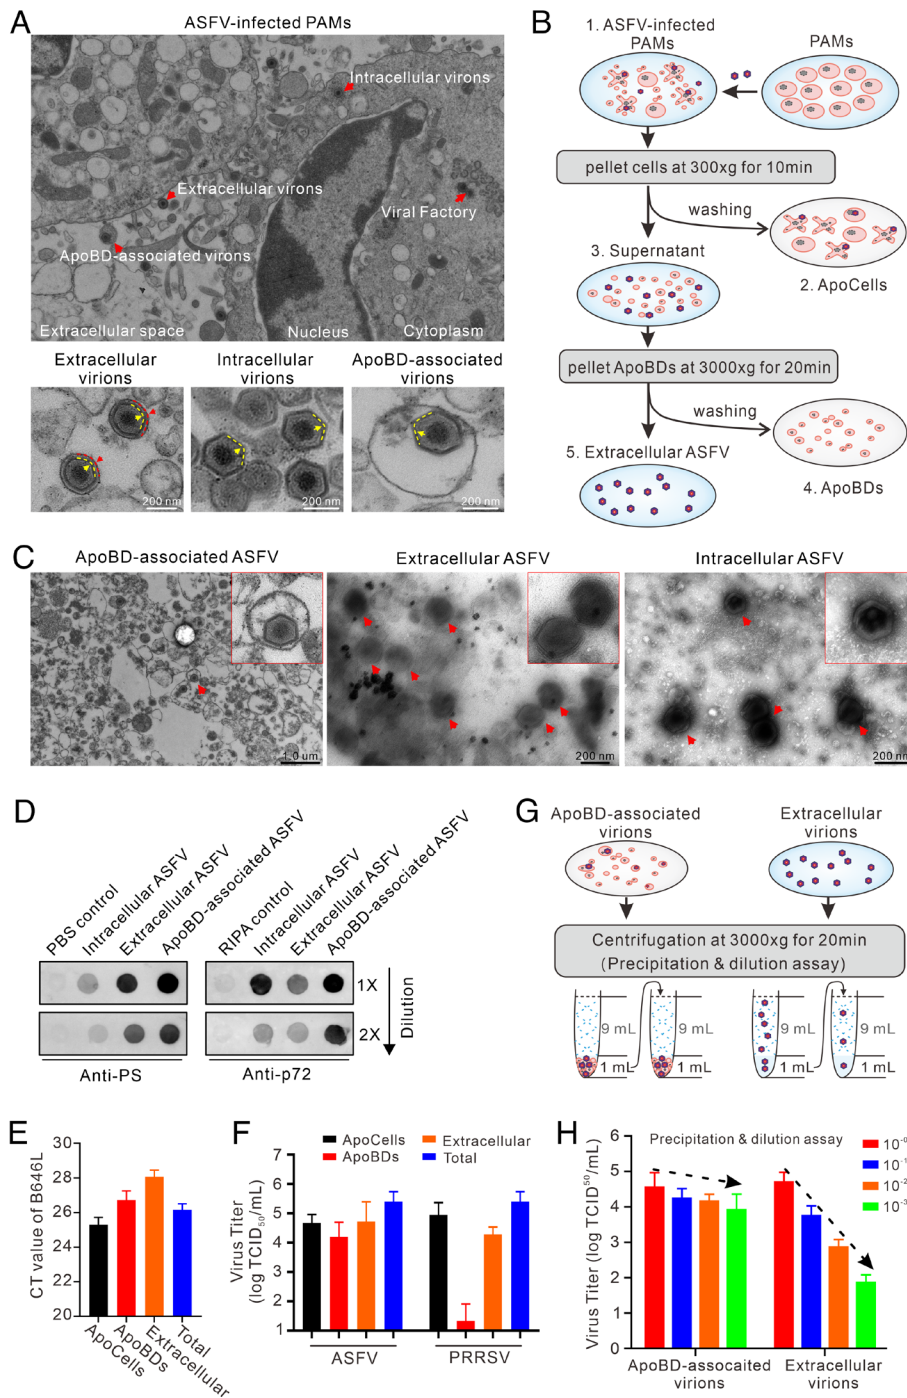 A
ASFV-infected PAMs
Intracellular virons
Extracellular virons
Viral Factory
ApoBD-associated virons
Extracellular space
Nucleus
Cytoplasm
Extracellular
virions
Intracellular
virions
ApoBD-associated
virions
200 nm
200 nm
200 nm
B
1. ASFV-infected
PAMs
PAMs
pellet cells at 300xg for 10min
washing
3. Supernatant
2. ApoCells
pellet ApoBDs at 3000xg for 20min
washing
5. Extracellular ASFV
4. ApoBDs
C
ApoBD-associated ASFV
Extracellular ASFV
Intracellular ASFV
1.0 um
200 nm
200 nm
D
PBS control
Intracellular ASFV
Extracellular ASFV
ApoBD-associated ASFV
RIPA control
Intracellular ASFV
Extracellular ASFV
ApoBD-associated ASFV
1X
2X
Dilution
Anti-PS
Anti-p72
G
ApoBD-associated
virions
Extracellular
virions
Centrifugation at 3000xg for 20min
(Precipitation & dilution assay)
9 mL
9 mL
9 mL
9 mL
1 mL
1 mL
1 mL
1 mL
E
CT value of B646L
30
28
26
24
22
20
ApoCells
ApoBDs
Extracellular
Total
F
ApoCells
Extracellular
ApoBDs
Total
Virus Titer
(log TCID50/mL)
7
5
4
3
2
1
ASFV
PRRSV
H
Precipitation & dilution assay
10-0
10-1
10-2
10-3
Virus Titer (log TCID50/mL)
6
5
4
3
2
1
0
ApoBD-assocaited
virions
Extracellular
virions